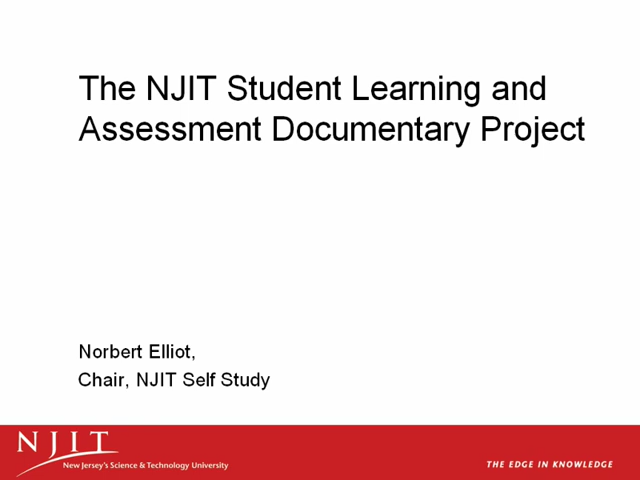 The NJIT Student Learning and
Assessment Documentary Project
Norbert Elliot,
Chair, NJIT Self Study
NJIT
New Jersey's Science & Technology University
THE EDGE IN KNOWLEDGE